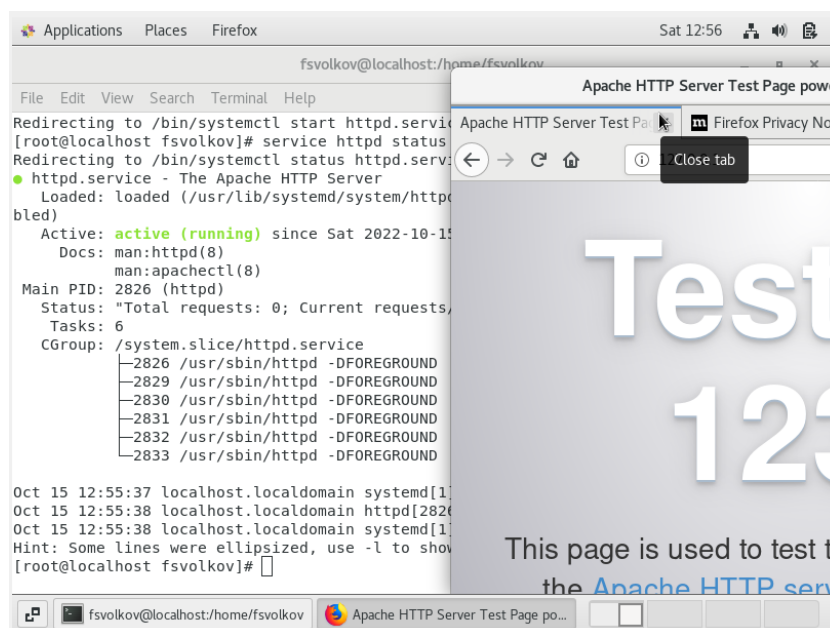 Applications Places Firefox Sat 12:56
fsvolkov@localhost:/home/fsvolkov
File Edit View Search Terminal Help
Redirecting to /bin/systemctl start httpd.servic
[root@localhost fsvolkov]# service httpd status
Redirecting to /bin/systemctl status httpd.servi
● httpd.service - The Apache HTTP Server
Loaded: loaded (/usr/lib/systemd/system/httpd
bled)
Active: active (running) since Sat 2022-10-15
Docs: man:httpd(8)
man:apachectl(8)
Main PID: 2826 (httpd)
Status: "Total requests: 0; Current requests/
Tasks: 6
CGroup: /system.slice/httpd.service
├─2826 /usr/sbin/httpd -DFOREGROUND
├─2829 /usr/sbin/httpd -DFOREGROUND
├─2830 /usr/sbin/httpd -DFOREGROUND
├─2831 /usr/sbin/httpd -DFOREGROUND
├─2832 /usr/sbin/httpd -DFOREGROUND
└─2833 /usr/sbin/httpd -DFOREGROUND
Oct 15 12:55:37 localhost.localdomain systemd[1]
Oct 15 12:55:38 localhost.localdomain httpd[2826
Oct 15 12:55:38 localhost.localdomain systemd[1]
Hint: Some lines were ellipsized, use -l to show
[root@localhost fsvolkov]#
Apache HTTP Server Test Page powe
Apache HTTP Server Test Pa m Firefox Privacy No
Close tab
Test
123
This page is used to test t
the Apache HTTP serv
fsvolkov@localhost:/home/fsvolkov Apache HTTP Server Test Page po...